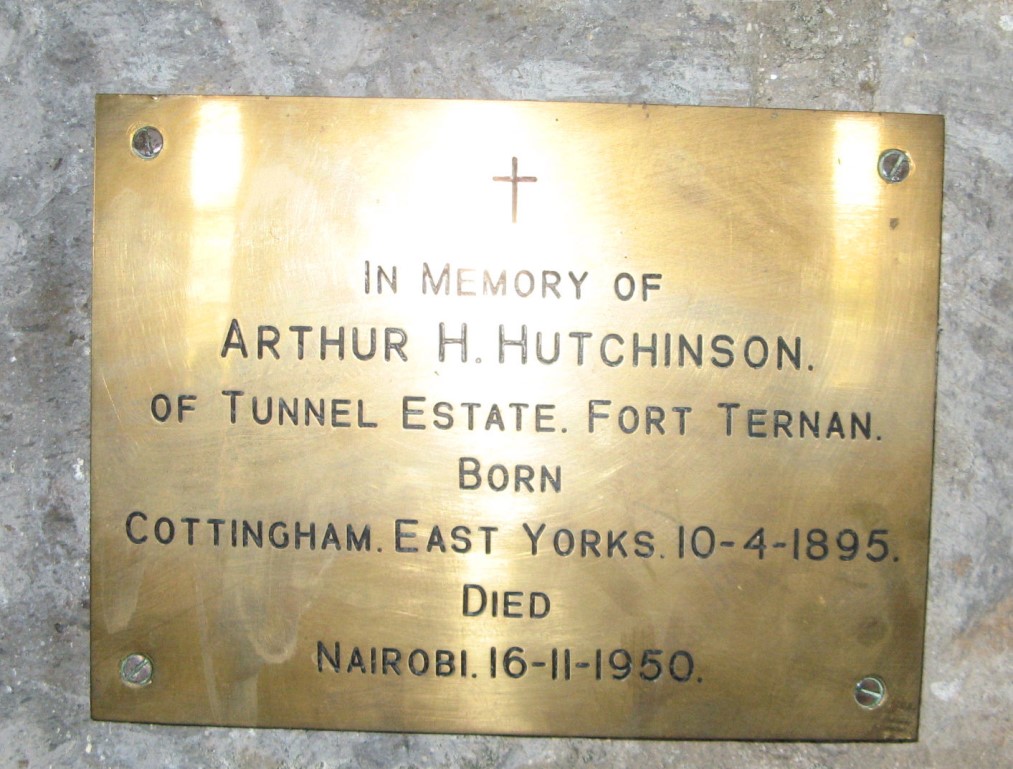 IN MEMORY OF
ARTHUR H. HUTCHINSON.
OF TUNNEL ESTATE. FORT TERNAN.
BORN
COTTINGHAM. EAST YORKS. 10-4-1895.
DIED
NAIROBI. 16-11-1950.